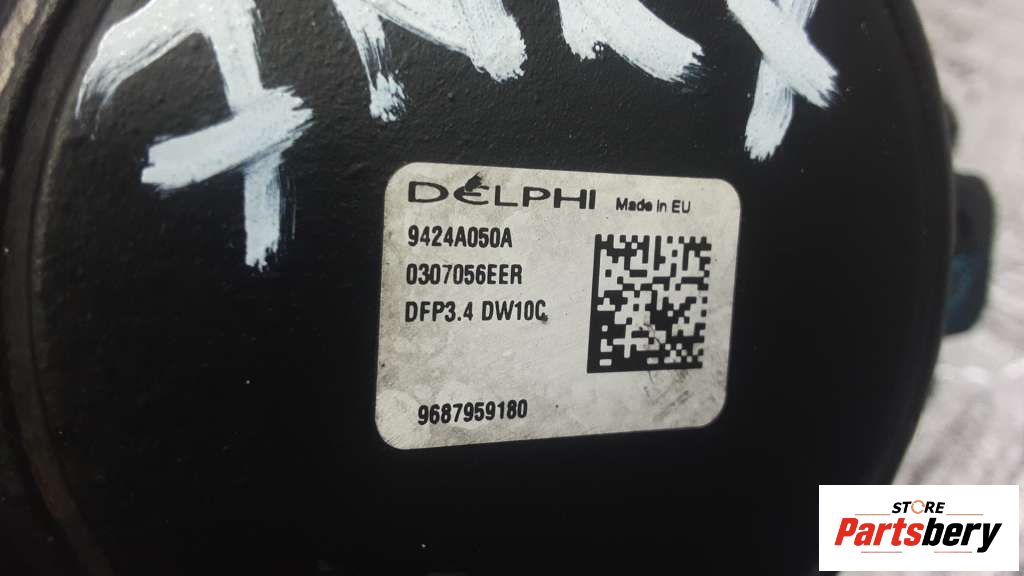 DELPHI Made in EU
9424A050A
0307056EER
DFP3.4 DW10C
9687959180
STORE
Partsbery